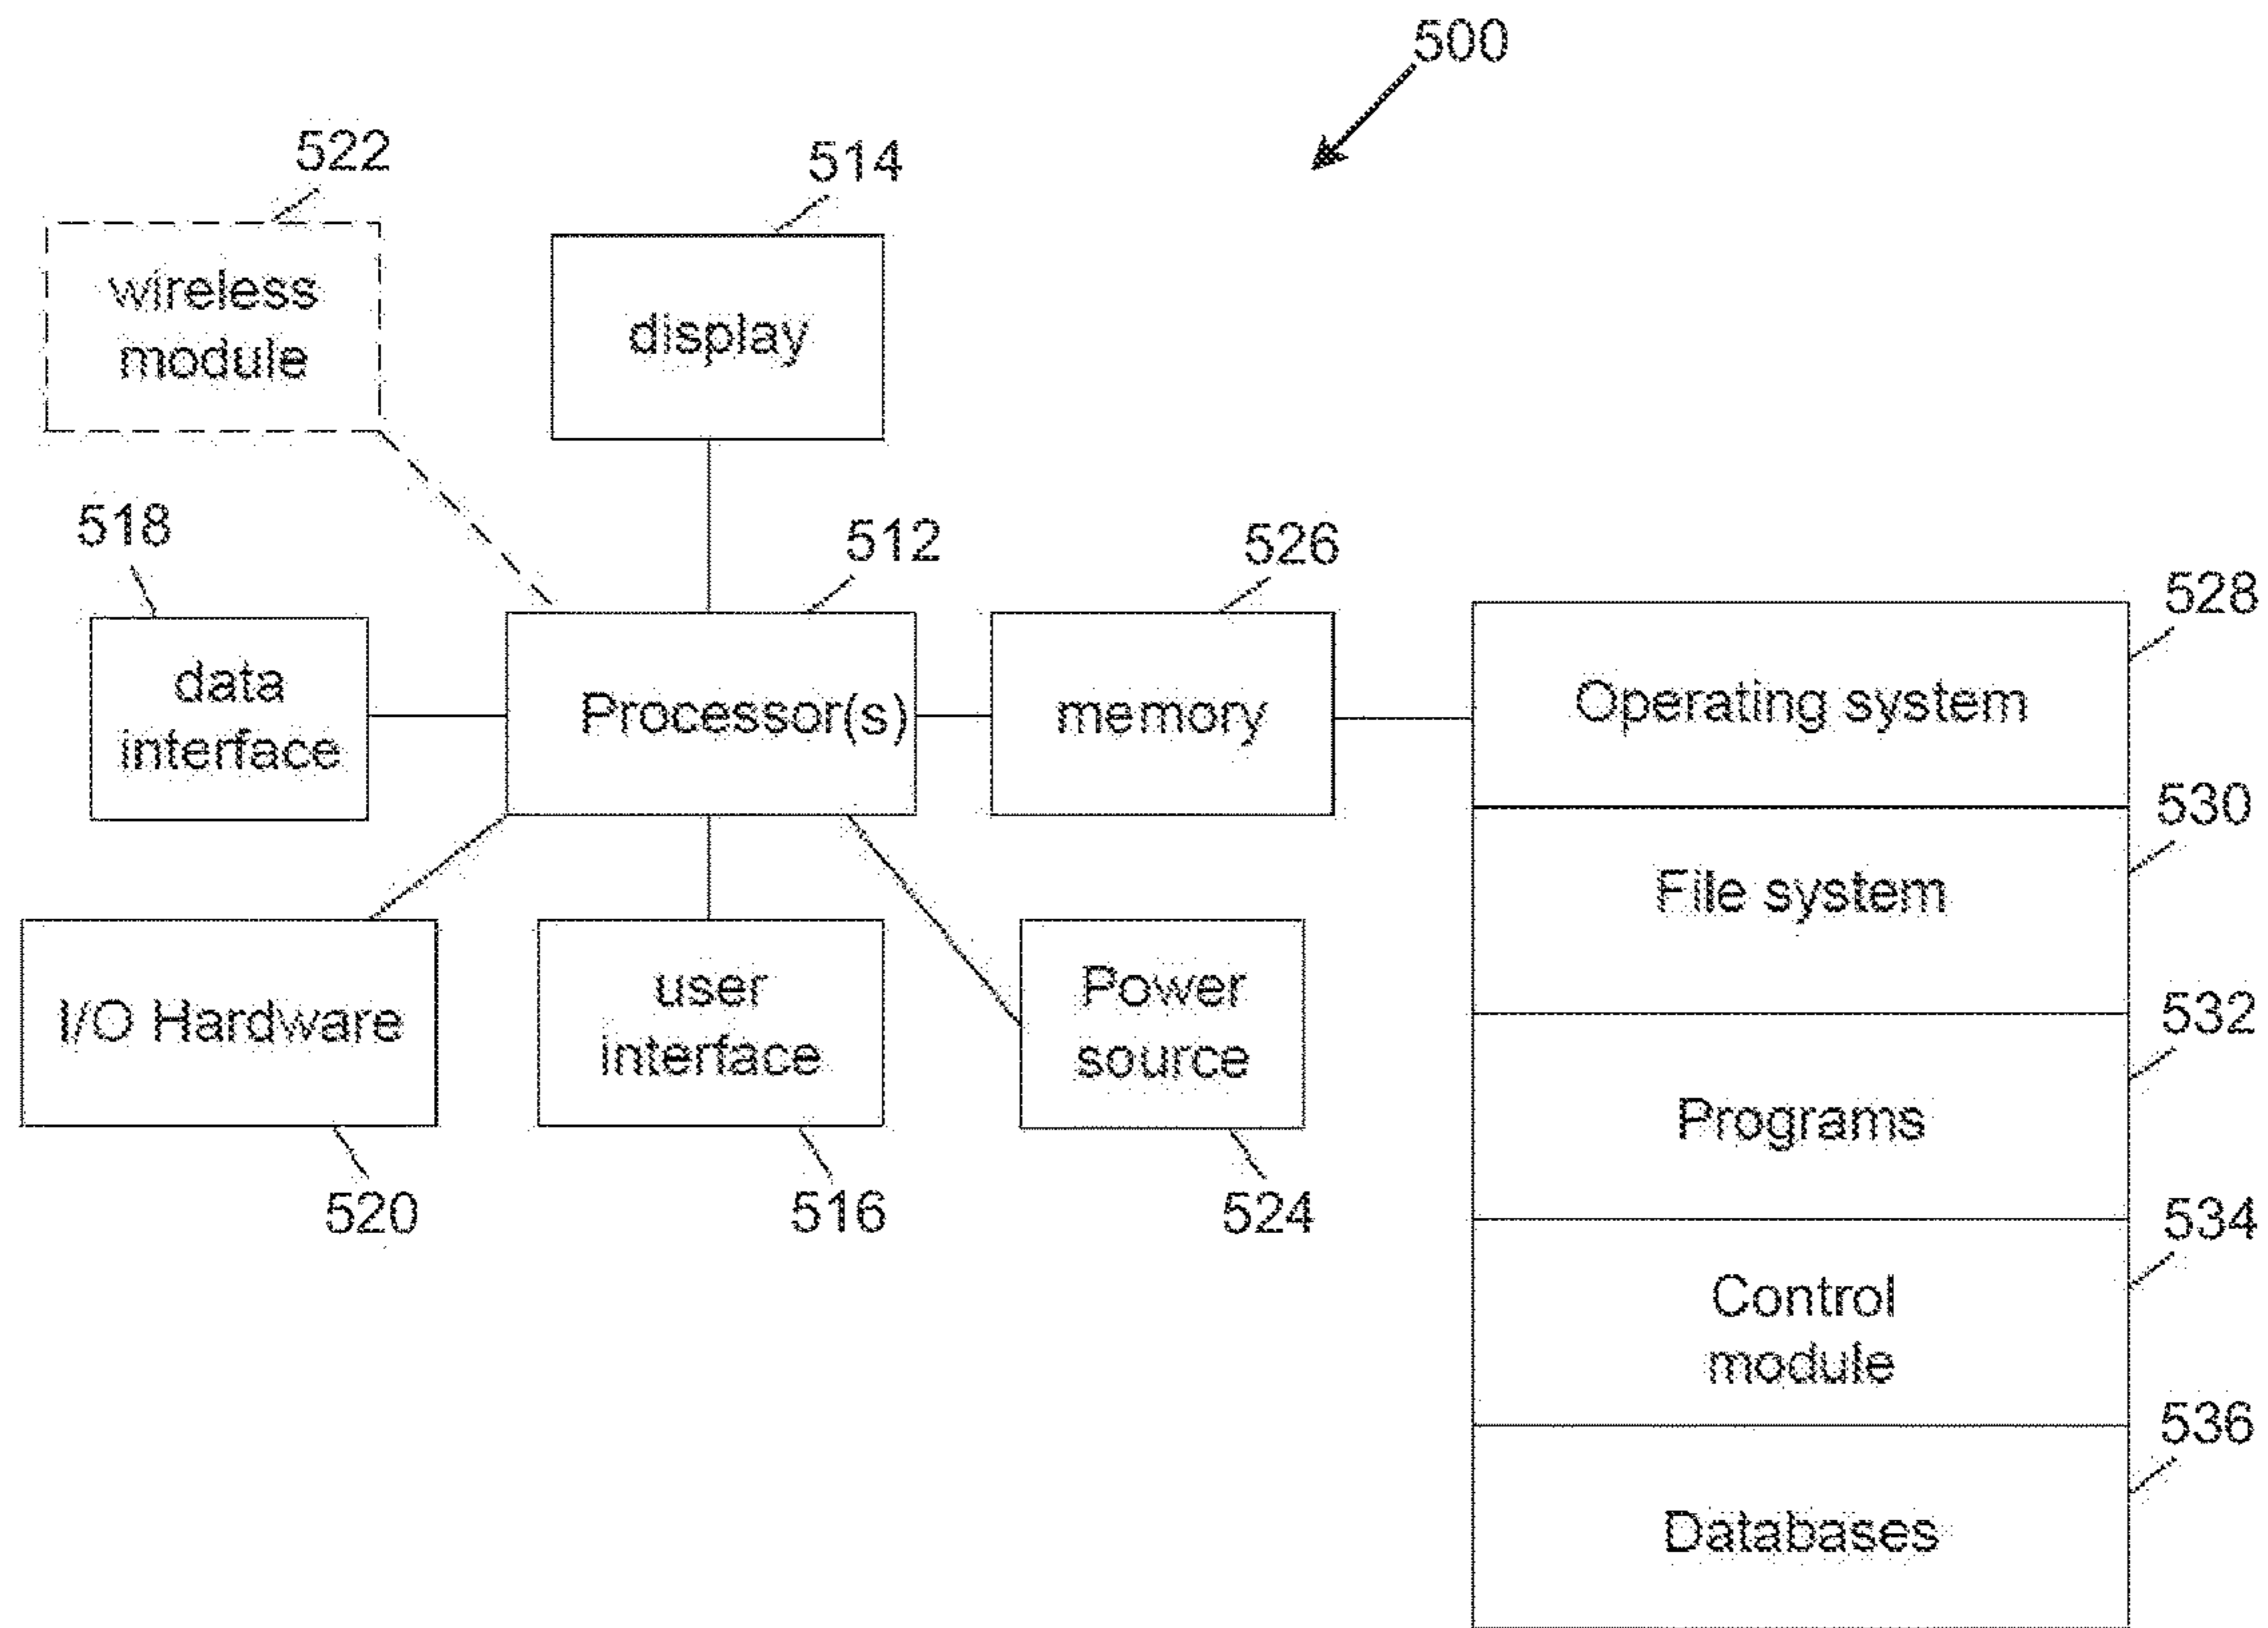 500
522
514
wireless
module
display
518
512
526
528
data
interface
Processor(s)
memory
Operating system
530
File system
I/O Hardware
user
interface
Power
source
532
Programs
520
516
524
534
Control
module
536
Databases